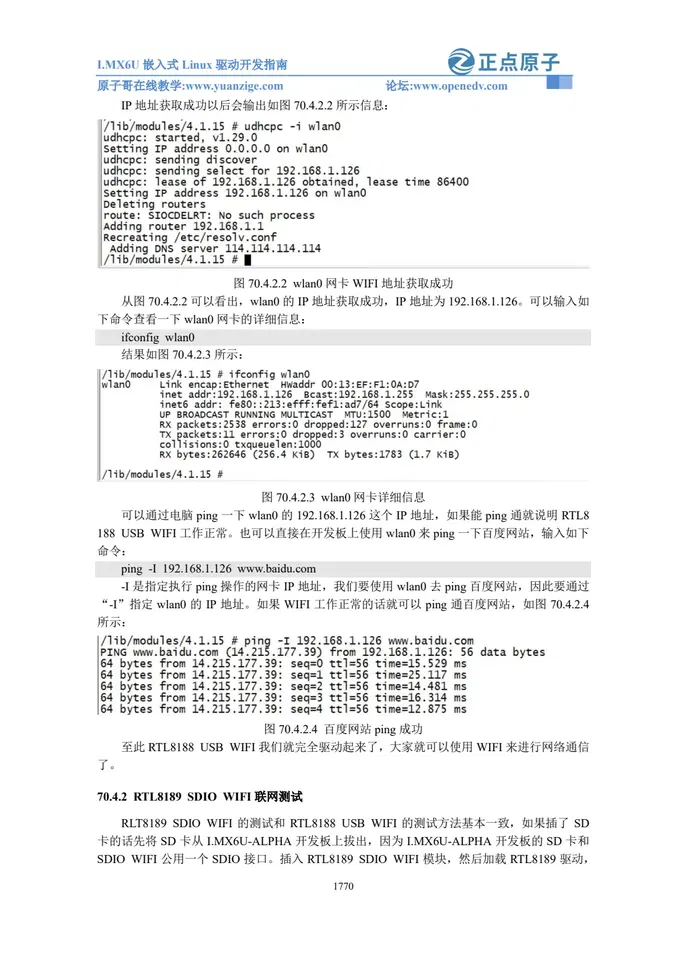 I.MX6U 嵌入式 Linux 驱动开发指南
正点原子
原子哥在线教学:www.yuanzige.com 论坛:www.openedv.com
IP 地址获取成功以后会输出如图 70.4.2.2 所示信息：
/lib/modules/4.1.15 # udhcpc -i wlan0
udhcpc: started, v1.29.0
Setting IP address 0.0.0.0 on wlan0
udhcpc: sending discover
udhcpc: sending select for 192.168.1.126
udhcpc: lease of 192.168.1.126 obtained, lease time 86400
Setting IP address 192.168.1.126 on wlan0
Deleting routers
route: SIOCDELRT: No such process
Adding router 192.168.1.1
Recreating /etc/resolv.conf
 Adding DNS server 114.114.114.114
/lib/modules/4.1.15 #
图 70.4.2.2 wlan0 网卡 WIFI 地址获取成功
从图 70.4.2.2 可以看出，wlan0 的 IP 地址获取成功，IP 地址为 192.168.1.126。可以输入如
下命令查看一下 wlan0 网卡的详细信息：
ifconfig wlan0
结果如图 70.4.2.3 所示：
/lib/modules/4.1.15 # ifconfig wlan0
wlan0 Link encap:Ethernet HWaddr 00:13:EF:F1:0A:D7
inet addr:192.168.1.126 Bcast:192.168.1.255 Mask:255.255.255.0
inet6 addr: fe80::213:efff:fef1:ad7/64 Scope:Link
UP BROADCAST RUNNING MULTICAST MTU:1500 Metric:1
RX packets:2538 errors:0 dropped:127 overruns:0 frame:0
TX packets:11 errors:0 dropped:3 overruns:0 carrier:0
collisions:0 txqueuelen:1000
RX bytes:262646 (256.4 KiB) TX bytes:1783 (1.7 KiB)
/lib/modules/4.1.15 #
图 70.4.2.3 wlan0 网卡详细信息
可以通过电脑 ping 一下 wlan0 的 192.168.1.126 这个 IP 地址，如果能 ping 通就说明 RTL8
188 USB WIFI 工作正常。也可以直接在开发板上使用 wlan0 来 ping 一下百度网站，输入如下
命令：
ping -I 192.168.1.126 www.baidu.com
-I 是指定执行 ping 操作的网卡 IP 地址，我们要使用 wlan0 去 ping 百度网站，因此要通过
“-I”指定 wlan0 的 IP 地址。如果 WIFI 工作正常的话就可以 ping 通百度网站，如图 70.4.2.4
所示：
/lib/modules/4.1.15 # ping -I 192.168.1.126 www.baidu.com
PING www.baidu.com (14.215.177.39) from 192.168.1.126: 56 data bytes
64 bytes from 14.215.177.39: seq=0 ttl=56 time=15.529 ms
64 bytes from 14.215.177.39: seq=1 ttl=56 time=25.117 ms
64 bytes from 14.215.177.39: seq=2 ttl=56 time=14.481 ms
64 bytes from 14.215.177.39: seq=3 ttl=56 time=16.314 ms
64 bytes from 14.215.177.39: seq=4 ttl=56 time=12.875 ms
图 70.4.2.4 百度网站 ping 成功
至此 RTL8188 USB WIFI 我们就完全驱动起来了，大家就可以使用 WIFI 来进行网络通信
了。
70.4.2 RTL8189 SDIO WIFI 联网测试
RLT8189 SDIO WIFI 的测试和 RTL8188 USB WIFI 的测试方法基本一致，如果插了 SD
卡的话先将 SD 卡从 I.MX6U-ALPHA 开发板上拔出，因为 I.MX6U-ALPHA 开发板的 SD 卡和
SDIO WIFI 公用一个 SDIO 接口。插入 RTL8189 SDIO WIFI 模块，然后加载 RTL8189 驱动，
1770